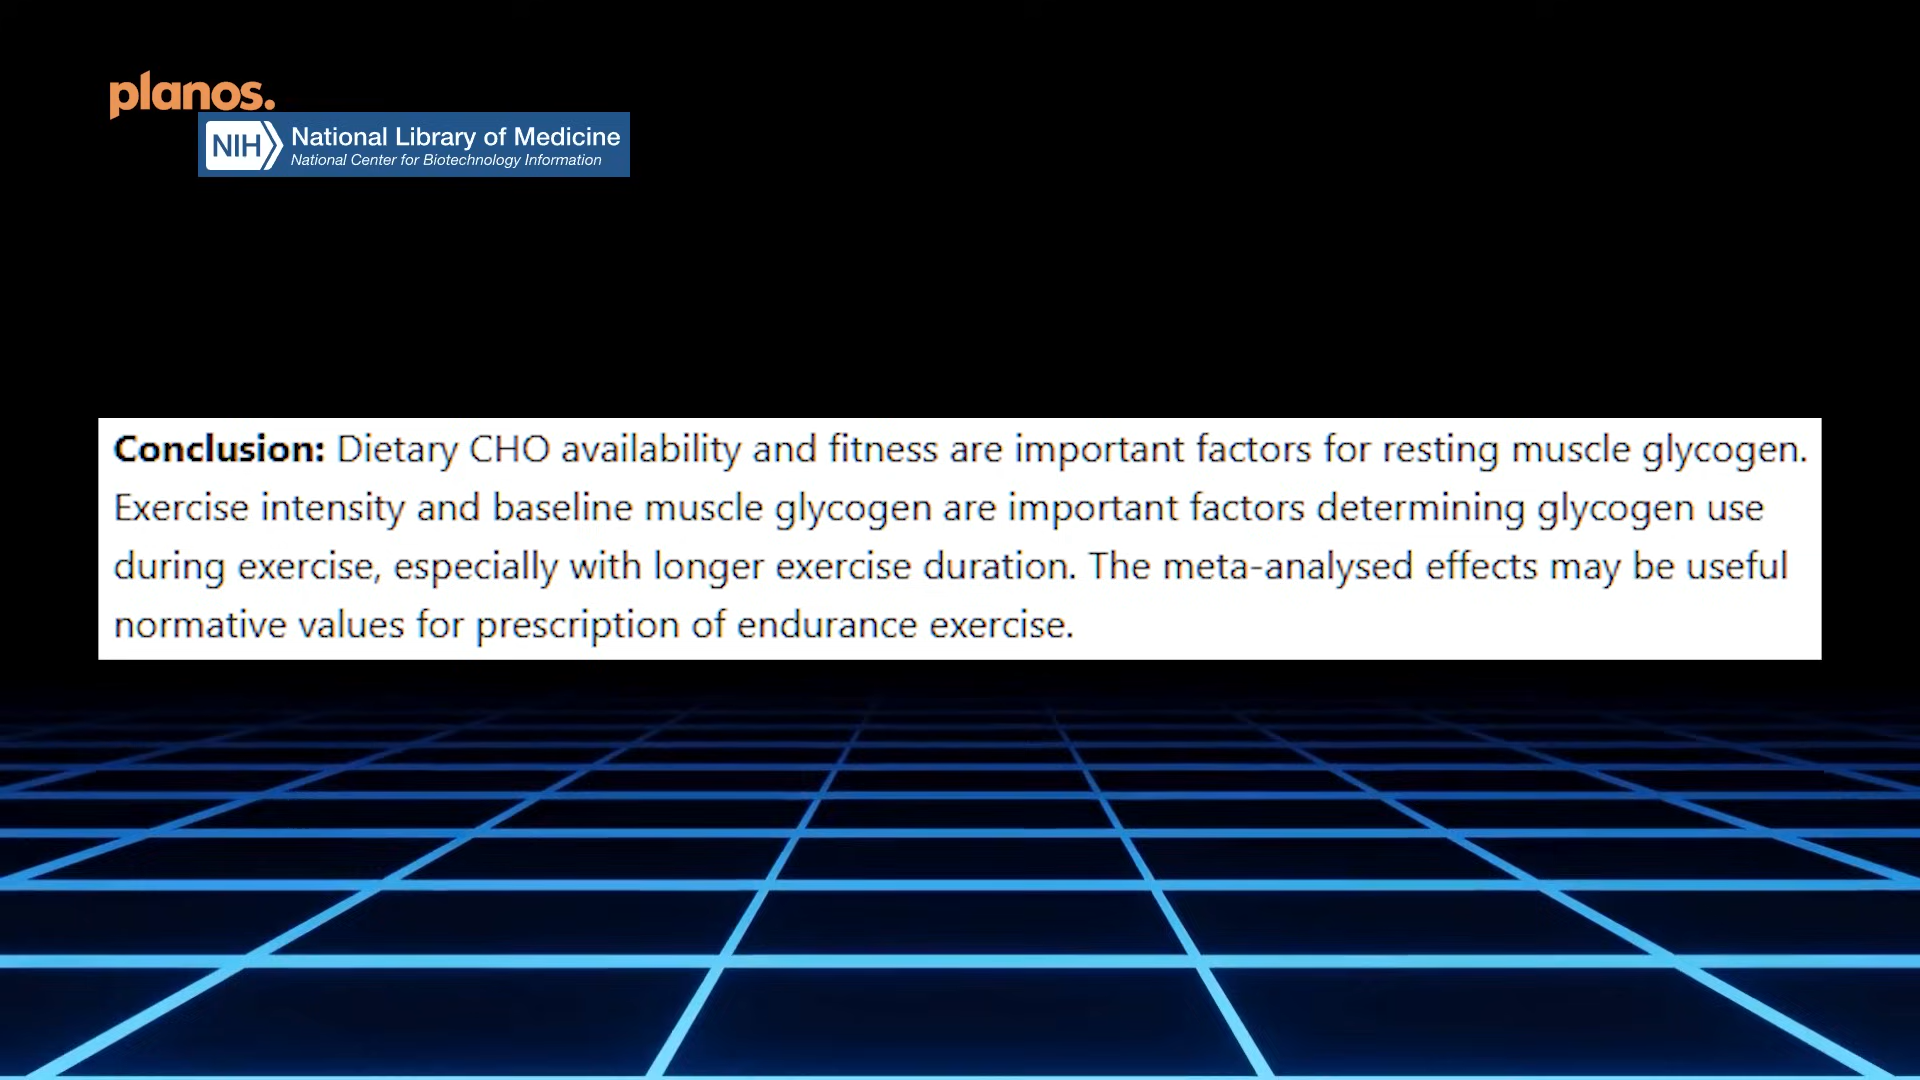 planos.
NIH National Library of Medicine
National Center for Biotechnology Information
Conclusion: Dietary CHO availability and fitness are important factors for resting muscle glycogen.
Exercise intensity and baseline muscle glycogen are important factors determining glycogen use
during exercise, especially with longer exercise duration. The meta-analysed effects may be useful
normative values for prescription of endurance exercise.